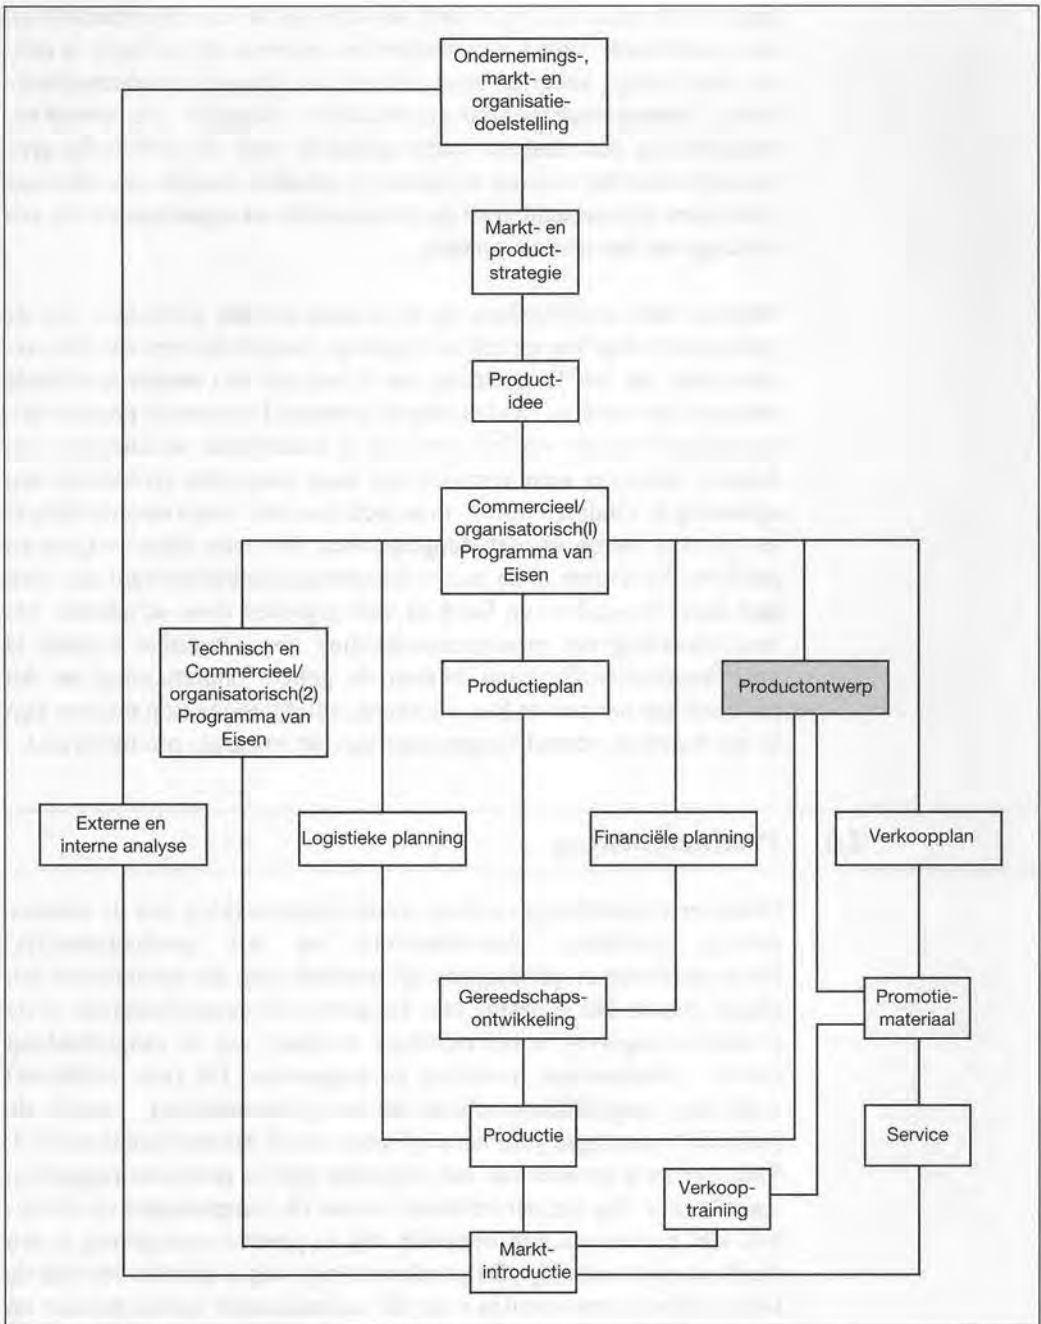 Ondernemings-,
markt- en
organisatie-
doelstelling
Markt- en
product-
strategie
Product-
idee
Commercieel/
organisatorisch(I)
Programma van
Eisen
Technisch en
Commercieel/
organisatorisch(2)
Programma van
Eisen
Productieplan
Productontwerp
Externe en
interne analyse
Logistieke planning
Financiële planning
Verkoopplan
Gereedschaps-
ontwikkeling
Promotie-
materiaal
Productie
Service
Verkoop-
training
Markt-
introductie